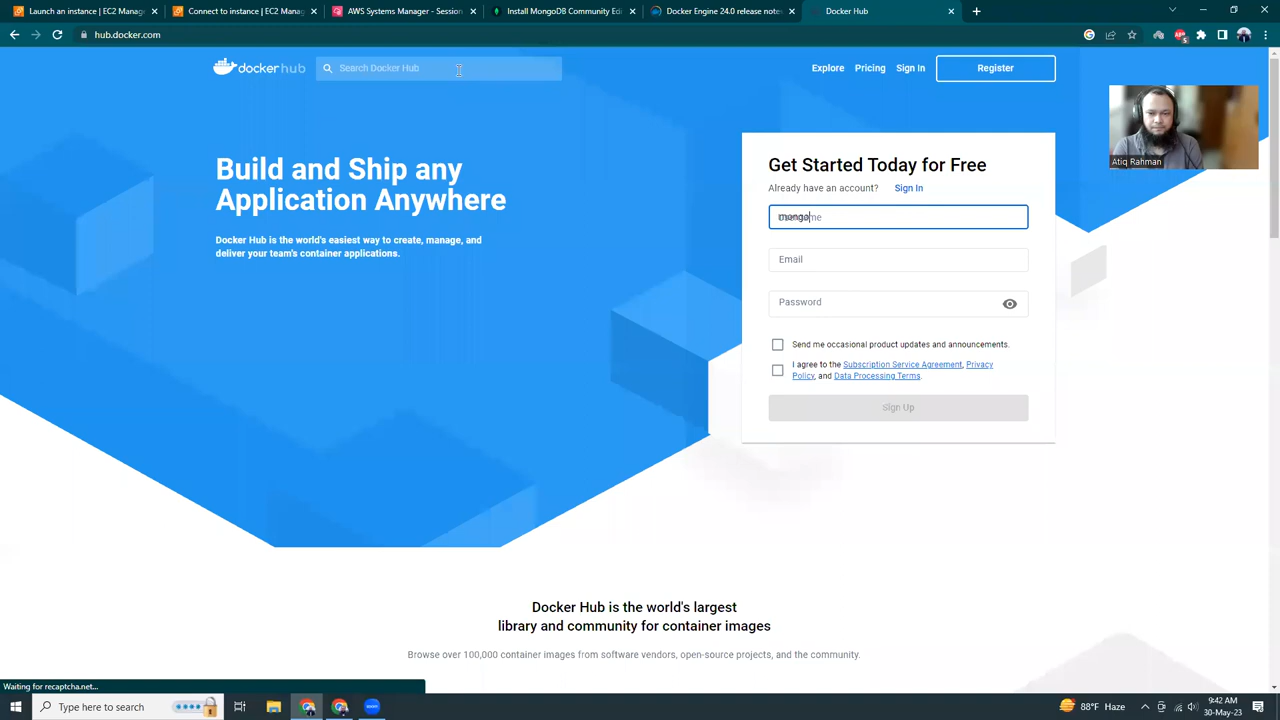 Launch an instance | EC2 Manag
Connect to instance | EC2 Manag
AWS Systems Manager - Session
Install MongoDB Community Edi
Docker Engine 24.0 release notes
Docker Hub
hub.docker.com
docker hub
Search Docker Hub
Explore
Pricing
Sign In
Register
Atiq Rahman
Build and Ship any
Application Anywhere
Docker Hub is the world's easiest way to create, manage, and
deliver your team's container applications.
Get Started Today for Free
Already have an account? Sign In
mongo
Email
Password
Send me occasional product updates and announcements.
I agree to the Subscription Service Agreement, Privacy
Policy, and Data Processing Terms.
Sign Up
Docker Hub is the world's largest
library and community for container images
Browse over 100,000 container images from software vendors, open-source projects, and the community.
Waiting for recaptcha.net...
Type here to search
88°F Haze
9:42 AM
30-May-23